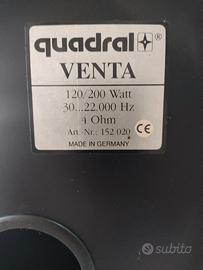 quadral ®
VENTA
120/200 Watt
30...22.000 Hz
4 Ohm
Art.-Nr.: 152 020
MADE IN GERMANY
CE
subito